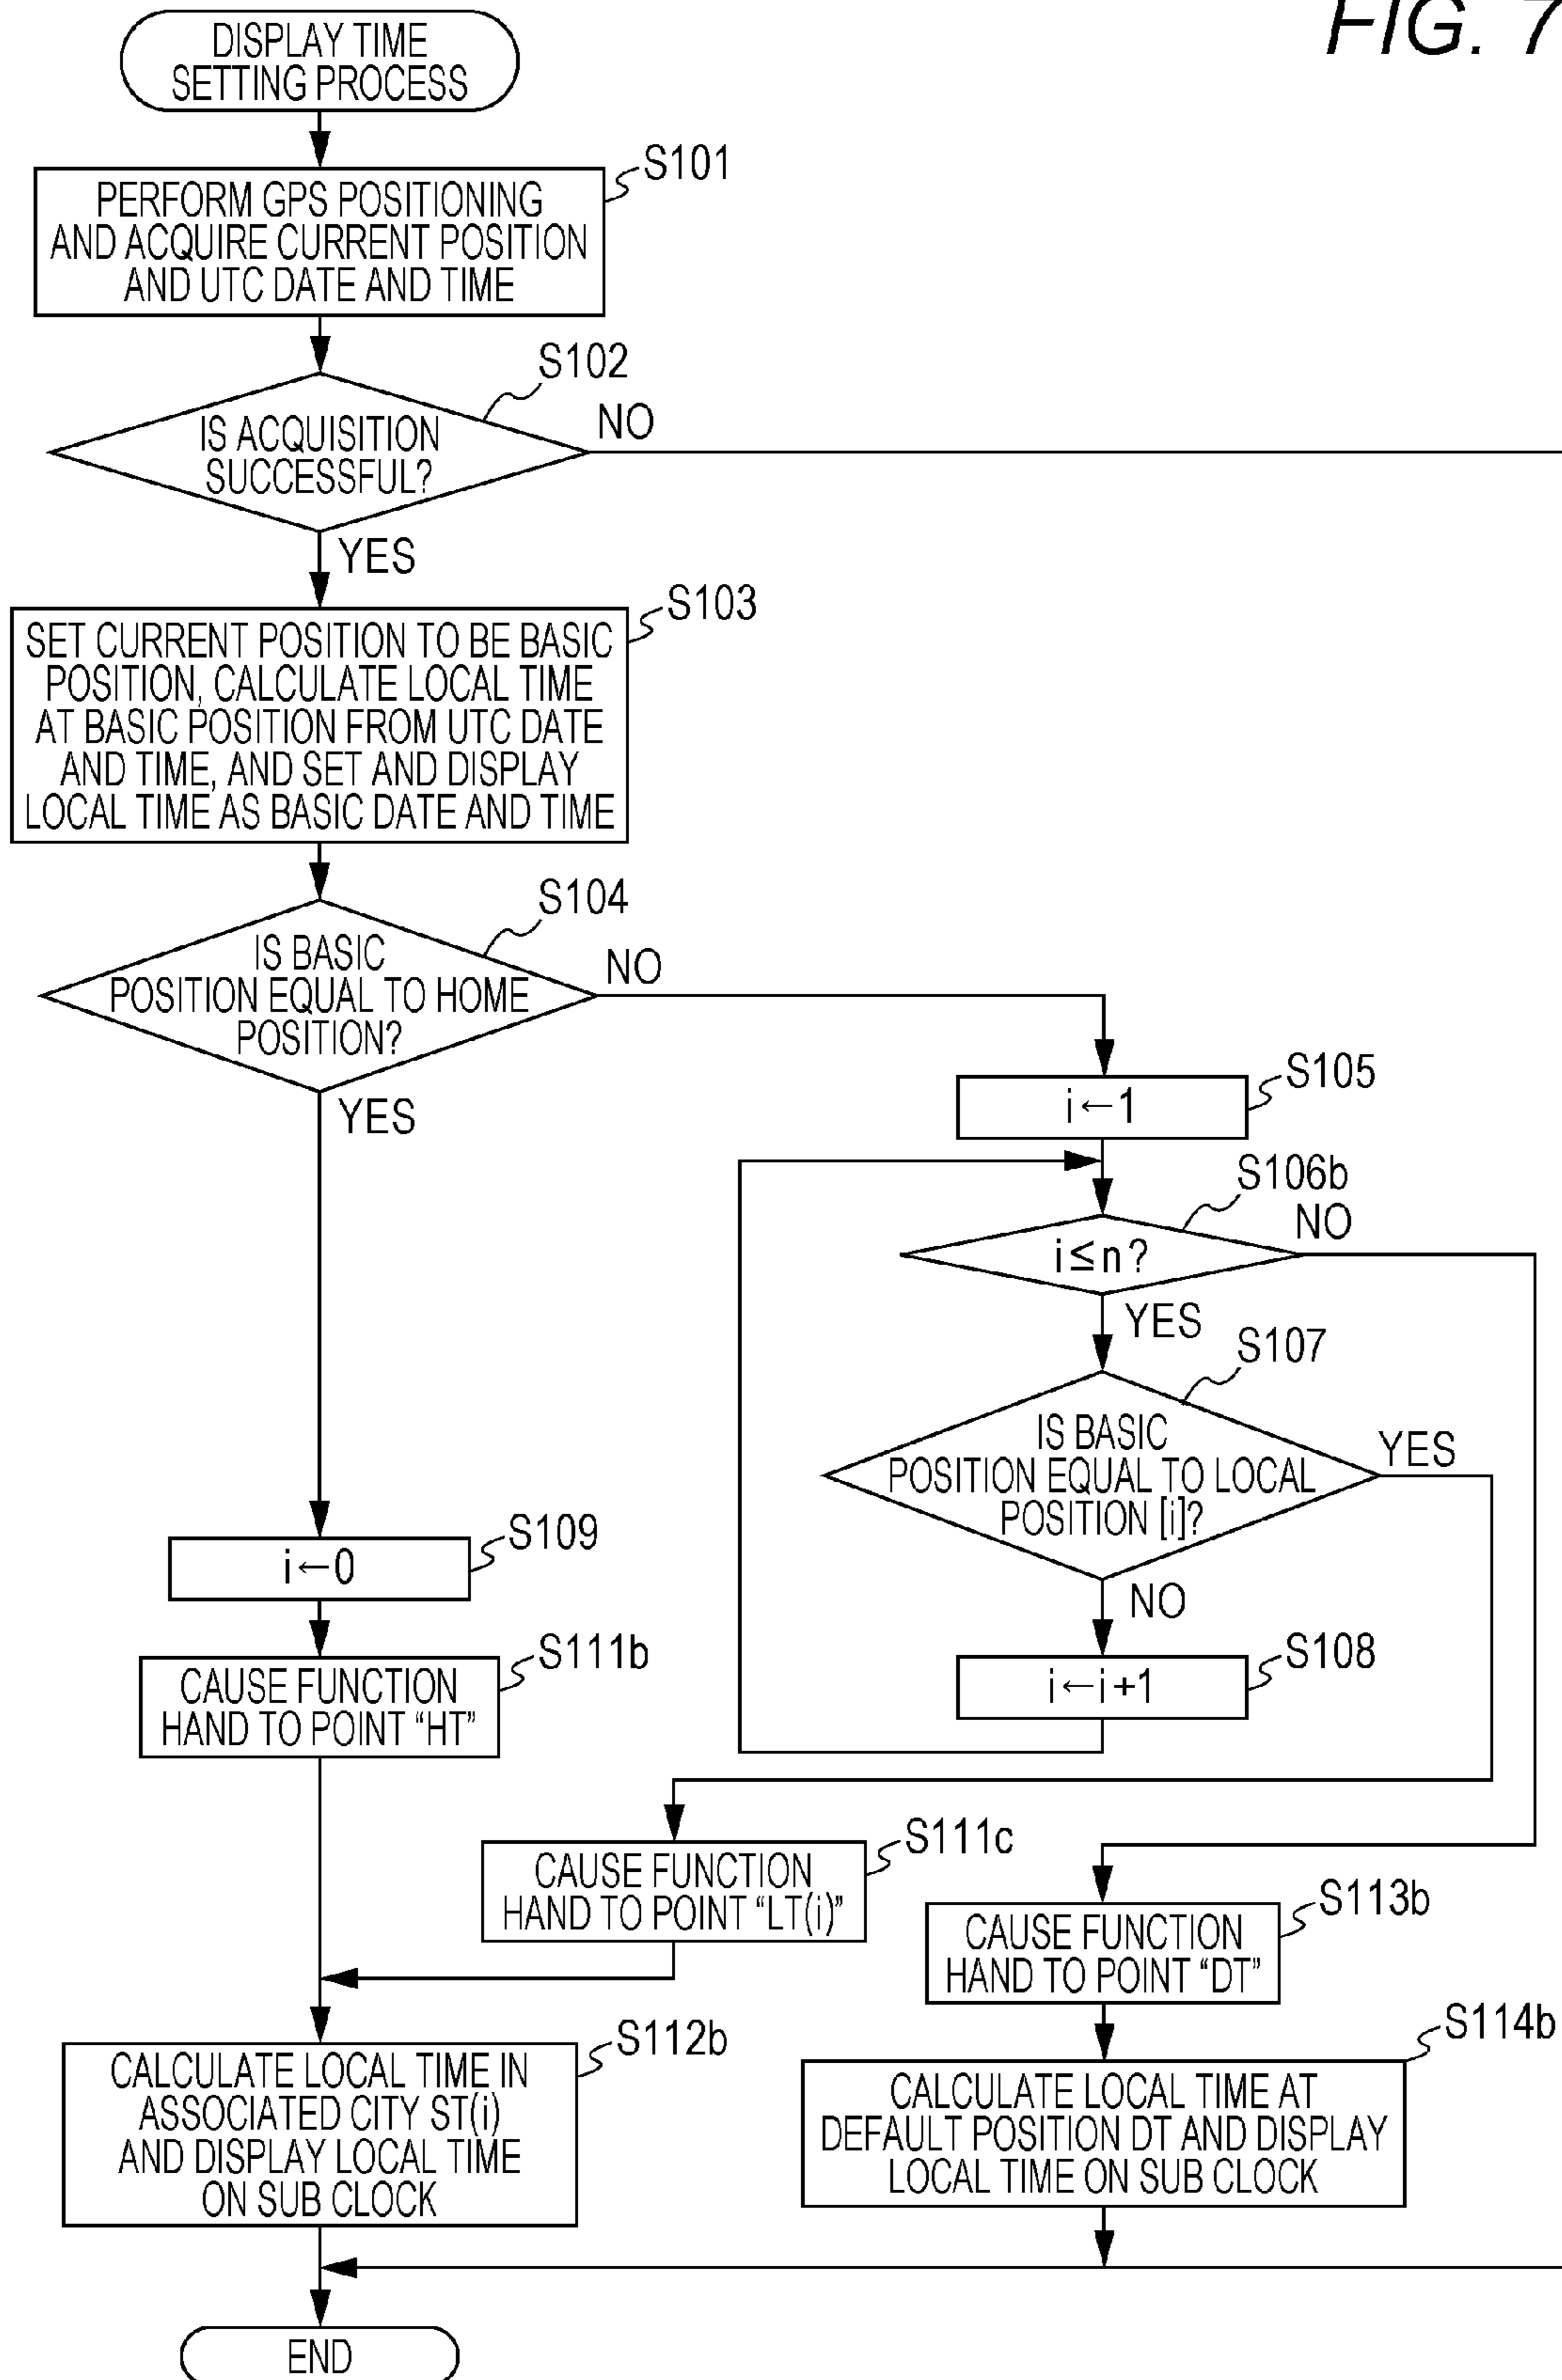 FIG. 7
DISPLAY TIME
SETTING PROCESS
S101
PERFORM GPS POSITIONING
AND ACQUIRE CURRENT POSITION
AND UTC DATE AND TIME
S102
IS ACQUISITION
SUCCESSFUL?
NO
YES
S103
SET CURRENT POSITION TO BE BASIC
POSITION, CALCULATE LOCAL TIME
AT BASIC POSITION FROM UTC DATE
AND TIME, AND SET AND DISPLAY
LOCAL TIME AS BASIC DATE AND TIME
S104
IS BASIC
POSITION EQUAL TO HOME
POSITION?
NO
YES
S105
i←1
S106b
i≤n?
NO
YES
S107
IS BASIC
POSITION EQUAL TO LOCAL
POSITION [i]?
YES
NO
S108
i←i+1
S109
i←0
S111b
CAUSE FUNCTION
HAND TO POINT “HT”
S111c
CAUSE FUNCTION
HAND TO POINT “LT(i)”
S113b
CAUSE FUNCTION
HAND TO POINT “DT”
S112b
CALCULATE LOCAL TIME IN
ASSOCIATED CITY ST(i)
AND DISPLAY LOCAL TIME
ON SUB CLOCK
S114b
CALCULATE LOCAL TIME AT
DEFAULT POSITION DT AND DISPLAY
LOCAL TIME ON SUB CLOCK
END